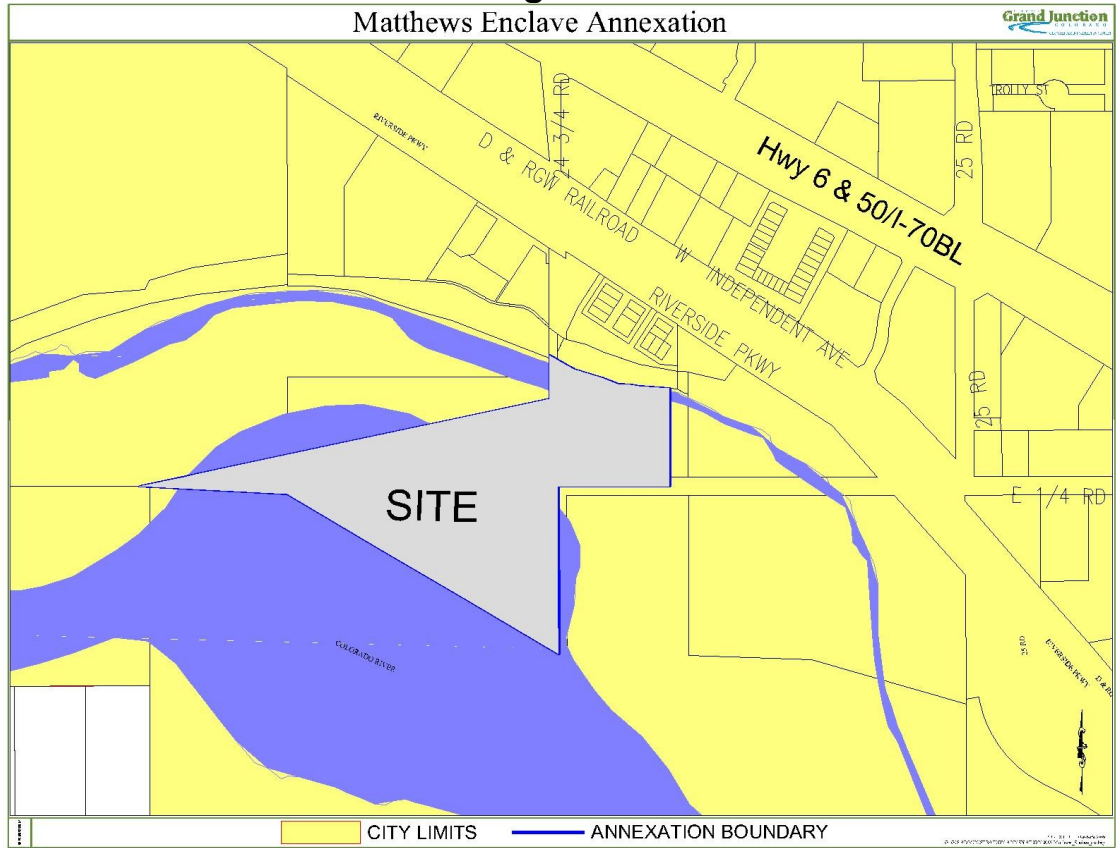 Matthews Enclave Annexation
Grand Junction
COLORADO
TROLLY ST
24 3/4 RD
25 RD
RIVERSIDE PKWY
D & RGW RAILROAD
Hwy 6 & 50/I-70BL
W INDEPENDENT AVE
RIVERSIDE PKWY
25 RD
SITE
E 1/4 RD
COLORADO RIVER
25 RD
RIVERSIDE PKWY
CITY LIMITS
ANNEXATION BOUNDARY